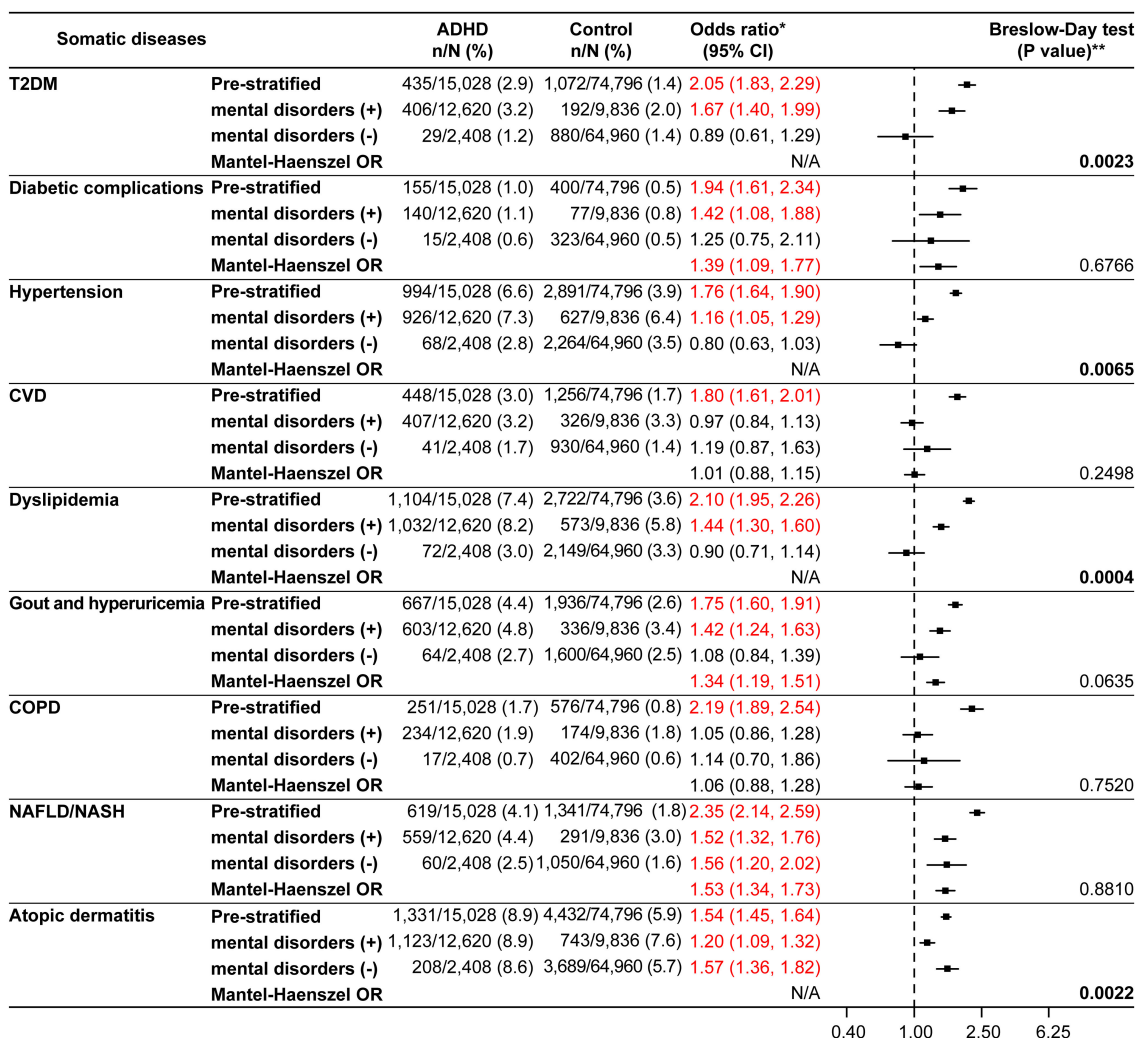 Somatic diseases ADHD n/N (%) Control n/N (%) Odds ratio* (95% CI) Breslow-Day test (P value)**
T2DM Pre-stratified 435/15,028 (2.9) 1,072/74,796 (1.4) 2.05 (1.83, 2.29)
mental disorders (+) 406/12,620 (3.2) 192/9,836 (2.0) 1.67 (1.40, 1.99)
mental disorders (-) 29/2,408 (1.2) 880/64,960 (1.4) 0.89 (0.61, 1.29)
Mantel-Haenszel OR N/A 0.0023
Diabetic complications Pre-stratified 155/15,028 (1.0) 400/74,796 (0.5) 1.94 (1.61, 2.34)
mental disorders (+) 140/12,620 (1.1) 77/9,836 (0.8) 1.42 (1.08, 1.88)
mental disorders (-) 15/2,408 (0.6) 323/64,960 (0.5) 1.25 (0.75, 2.11)
Mantel-Haenszel OR 1.39 (1.09, 1.77) 0.6766
Hypertension Pre-stratified 994/15,028 (6.6) 2,891/74,796 (3.9) 1.76 (1.64, 1.90)
mental disorders (+) 926/12,620 (7.3) 627/9,836 (6.4) 1.16 (1.05, 1.29)
mental disorders (-) 68/2,408 (2.8) 2,264/64,960 (3.5) 0.80 (0.63, 1.03)
Mantel-Haenszel OR N/A 0.0065
CVD Pre-stratified 448/15,028 (3.0) 1,256/74,796 (1.7) 1.80 (1.61, 2.01)
mental disorders (+) 407/12,620 (3.2) 326/9,836 (3.3) 0.97 (0.84, 1.13)
mental disorders (-) 41/2,408 (1.7) 930/64,960 (1.4) 1.19 (0.87, 1.63)
Mantel-Haenszel OR 1.01 (0.88, 1.15) 0.2498
Dyslipidemia Pre-stratified 1,104/15,028 (7.4) 2,722/74,796 (3.6) 2.10 (1.95, 2.26)
mental disorders (+) 1,032/12,620 (8.2) 573/9,836 (5.8) 1.44 (1.30, 1.60)
mental disorders (-) 72/2,408 (3.0) 2,149/64,960 (3.3) 0.90 (0.71, 1.14)
Mantel-Haenszel OR N/A 0.0004
Gout and hyperuricemia Pre-stratified 667/15,028 (4.4) 1,936/74,796 (2.6) 1.75 (1.60, 1.91)
mental disorders (+) 603/12,620 (4.8) 336/9,836 (3.4) 1.42 (1.24, 1.63)
mental disorders (-) 64/2,408 (2.7) 1,600/64,960 (2.5) 1.08 (0.84, 1.39)
Mantel-Haenszel OR 1.34 (1.19, 1.51) 0.0635
COPD Pre-stratified 251/15,028 (1.7) 576/74,796 (0.8) 2.19 (1.89, 2.54)
mental disorders (+) 234/12,620 (1.9) 174/9,836 (1.8) 1.05 (0.86, 1.28)
mental disorders (-) 17/2,408 (0.7) 402/64,960 (0.6) 1.14 (0.70, 1.86)
Mantel-Haenszel OR 1.06 (0.88, 1.28) 0.7520
NAFLD/NASH Pre-stratified 619/15,028 (4.1) 1,341/74,796 (1.8) 2.35 (2.14, 2.59)
mental disorders (+) 559/12,620 (4.4) 291/9,836 (3.0) 1.52 (1.32, 1.76)
mental disorders (-) 60/2,408 (2.5) 1,050/64,960 (1.6) 1.56 (1.20, 2.02)
Mantel-Haenszel OR 1.53 (1.34, 1.73) 0.8810
Atopic dermatitis Pre-stratified 1,331/15,028 (8.9) 4,432/74,796 (5.9) 1.54 (1.45, 1.64)
mental disorders (+) 1,123/12,620 (8.9) 743/9,836 (7.6) 1.20 (1.09, 1.32)
mental disorders (-) 208/2,408 (8.6) 3,689/64,960 (5.7) 1.57 (1.36, 1.82)
Mantel-Haenszel OR N/A 0.0022
0.40 1.00 2.50 6.25